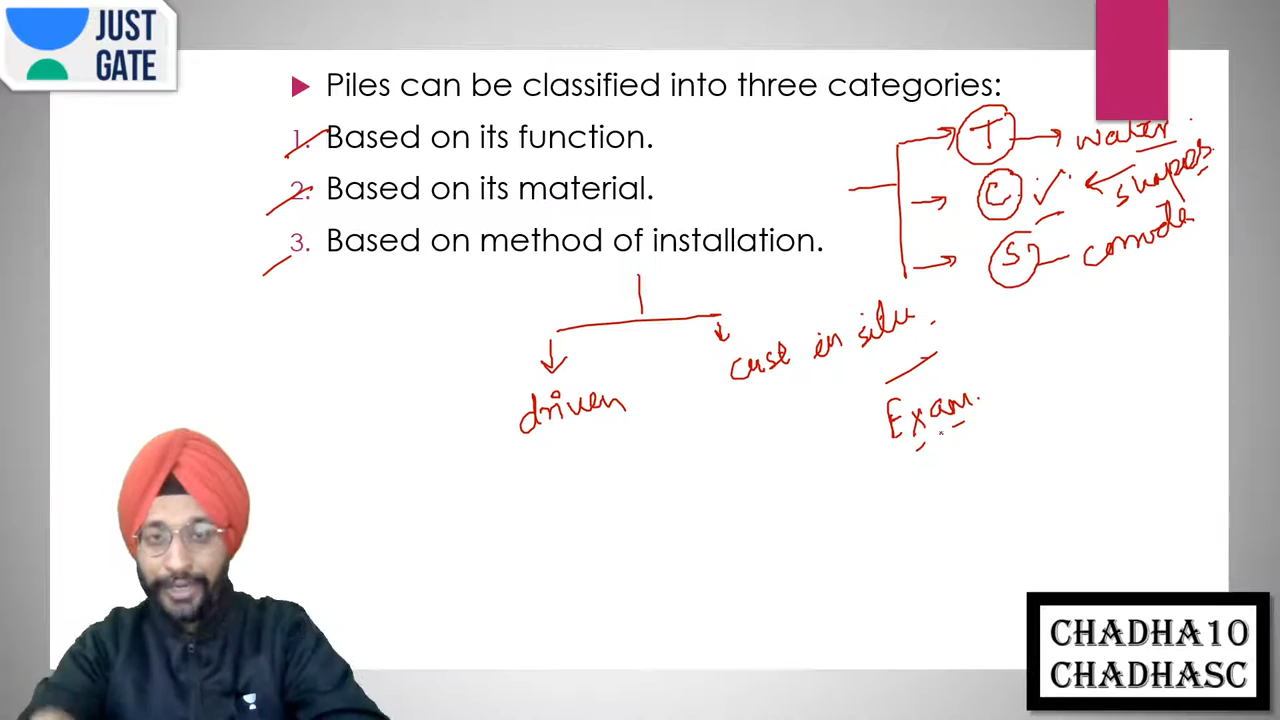 JUST
GATE
Piles can be classified into three categories:
1. Based on its function.
2. Based on its material.
3. Based on method of installation.
T
water.
C
shapes
S
corrode
driven
cast in situ.
Exam.
CHADHA10
CHADHASC